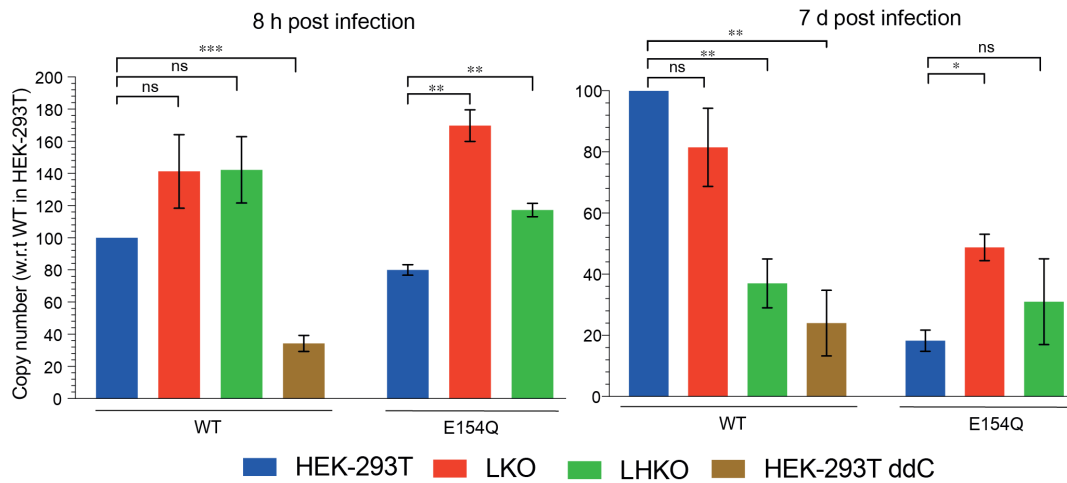 8 h post infection
7 d post infection
Copy number (w.r.t WT in HEK-293T)
200
180
160
140
120
100
80
60
40
20
0
***
ns
ns
**
**
WT
E154Q
100
80
60
40
20
0
**
**
ns
ns
*
WT
E154Q
HEK-293T LKO LHKO HEK-293T ddC